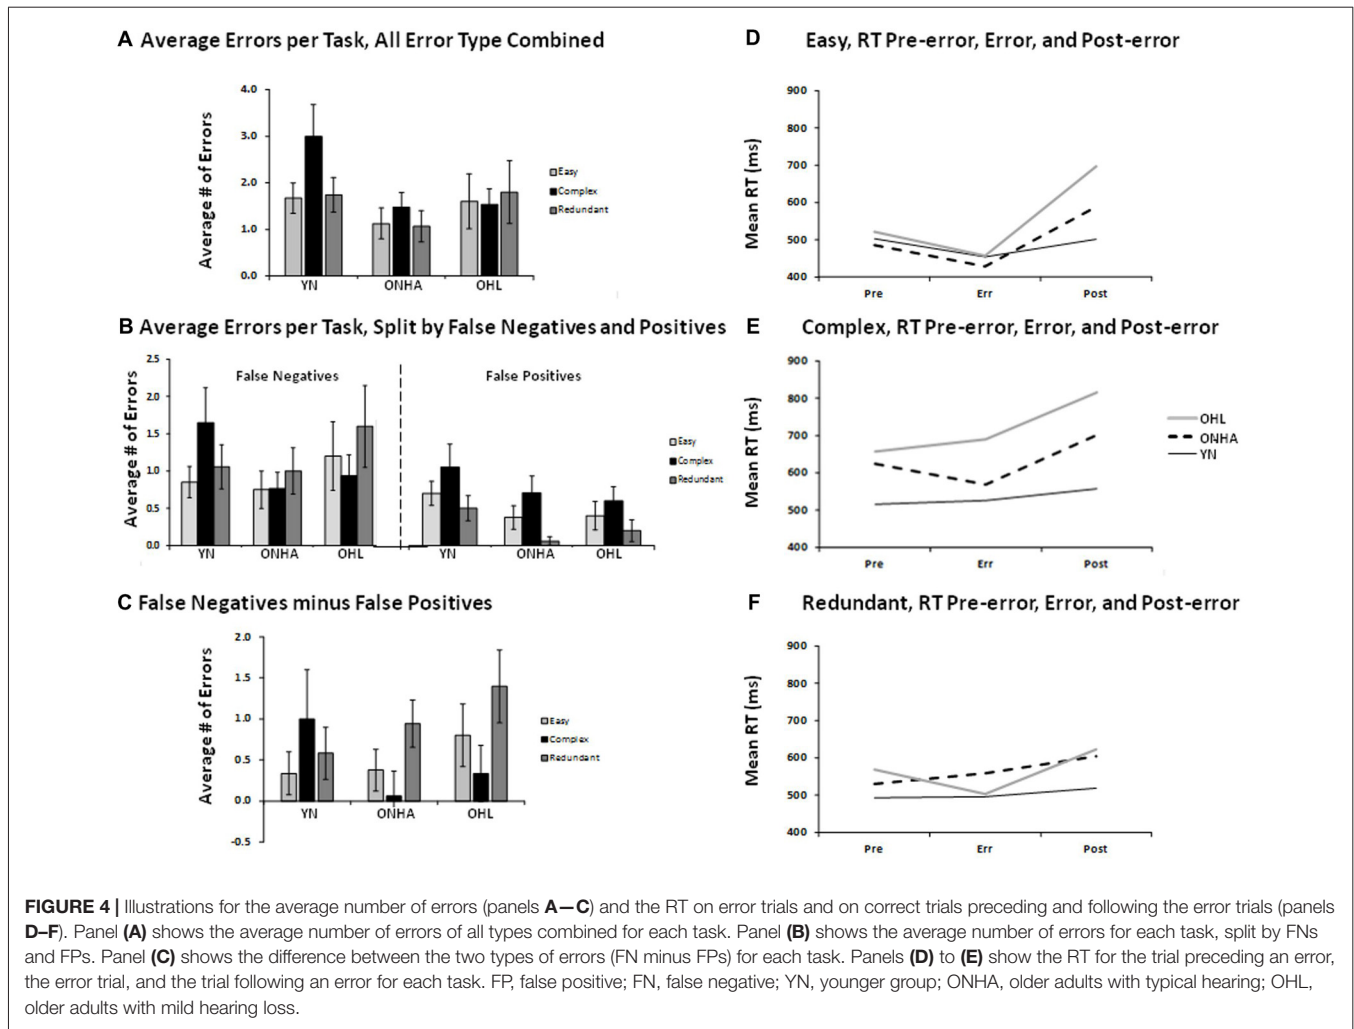 A Average Errors per Task, All Error Type Combined
Average # of Errors
4.0
3.0
2.0
1.0
0.0
YN ONHA OHL
Easy
Complex
Redundant
B Average Errors per Task, Split by False Negatives and Positives
Average # of Errors
2.5
2.0
1.5
1.0
0.5
0.0
False Negatives False Positives
YN ONHA OHL YN ONHA OHL
Easy
Complex
Redundant
C False Negatives minus False Positives
Average # of Errors
2.0
1.5
1.0
0.5
0.0
-0.5
YN ONHA OHL
Easy
Complex
Redundant
D Easy, RT Pre-error, Error, and Post-error
Mean RT (ms)
900
800
700
600
500
400
Pre Err Post
E Complex, RT Pre-error, Error, and Post-error
Mean RT (ms)
900
800
700
600
500
400
Pre Err Post
OHL
ONHA
YN
F Redundant, RT Pre-error, Error, and Post-error
Mean RT (ms)
900
800
700
600
500
400
Pre Err Post
FIGURE 4 | Illustrations for the average number of errors (panels A—C) and the RT on error trials and on correct trials preceding and following the error trials (panels
D–F). Panel (A) shows the average number of errors of all types combined for each task. Panel (B) shows the average number of errors for each task, split by FNs
and FPs. Panel (C) shows the difference between the two types of errors (FN minus FPs) for each task. Panels (D) to (E) show the RT for the trial preceding an error,
the error trial, and the trial following an error for each task. FP, false positive; FN, false negative; YN, younger group; ONHA, older adults with typical hearing; OHL,
older adults with mild hearing loss.